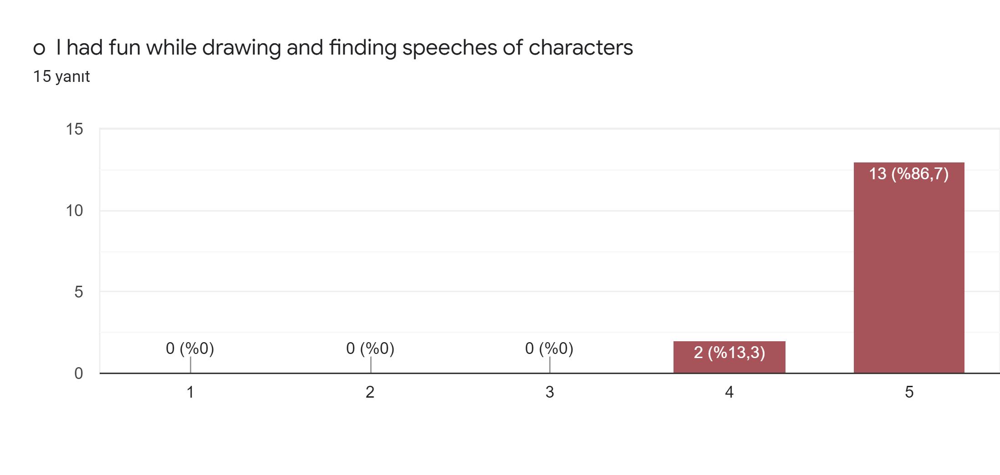 o I had fun while drawing and finding speeches of characters
15 yanıt
15
13 (%86,7)
10
5
0 (%0) 0 (%0) 0 (%0) 2 (%13,3)
0
1 2 3 4 5